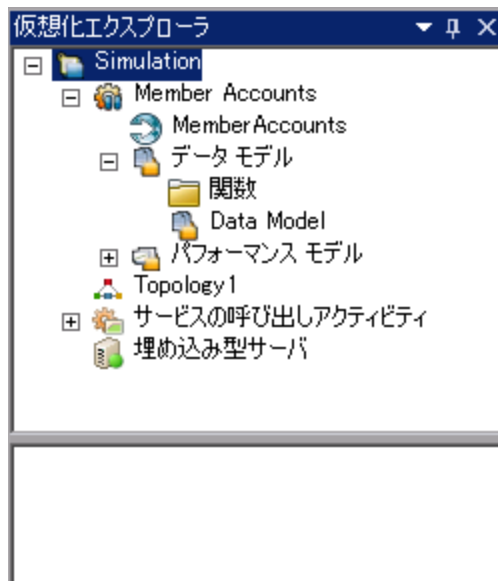 仮想化エクスプローラ
Simulation
Member Accounts
MemberAccounts
データ モデル
関数
Data Model
パフォーマンス モデル
Topology1
サービスの呼び出しアクティビティ
埋め込み型サーバ